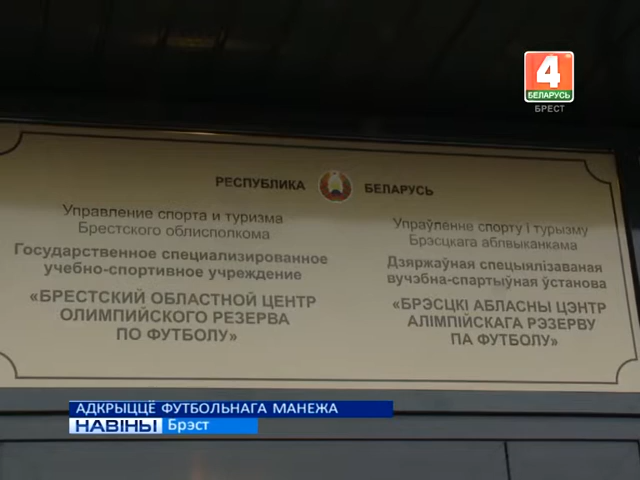 4
БЕЛАРУСЬ
БРЕСТ
РЕСПУБЛИКА БЕЛАРУСЬ
Управление спорта и туризма
Брестского облисполкома
Государственное специализированное
учебно-спортивное учреждение
«БРЕСТСКИЙ ОБЛАСТНОЙ ЦЕНТР
ОЛИМПИЙСКОГО РЕЗЕРВА
ПО ФУТБОЛУ»
Упраўленне спорту і турызму
Брэсцкага аблвыканкама
Дзяржаўная спецыялізаваная
вучэбна-спартыўная ўстанова
«БРЭСЦКІ АБЛАСНЫ ЦЭНТР
АЛІМПІЙСКАГА РЭЗЕРВУ
ПА ФУТБОЛУ»
АДКРЫЦЦЁ ФУТБОЛЬНАГА МАНЕЖА
НАВІНЫ Брэст